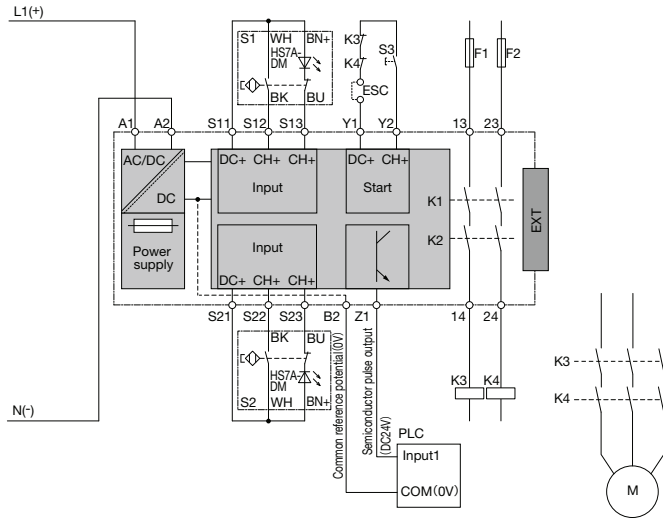 L1(+)
S1 WH BN+
HS7A-
DM
BK BU
K3
K4
S3
ESC
F1 F2
A1 A2 S11 S12 S13 Y1 Y2 13 23
AC/DC
DC
Power
supply
DC+ CH+ CH+
Input
DC+ CH+
Start
K1
K2
EXT
Input
DC+ CH+ CH+
S21 S22 S23 B2 Z1 14 24
BK BU
HS7A-
DM
S2 WH BN+
Common reference potential(0V)
Semiconductor pulse output
(DC24V)
K3 K4
PLC
Input1
COM(0V)
N(-)
K3
K4
M